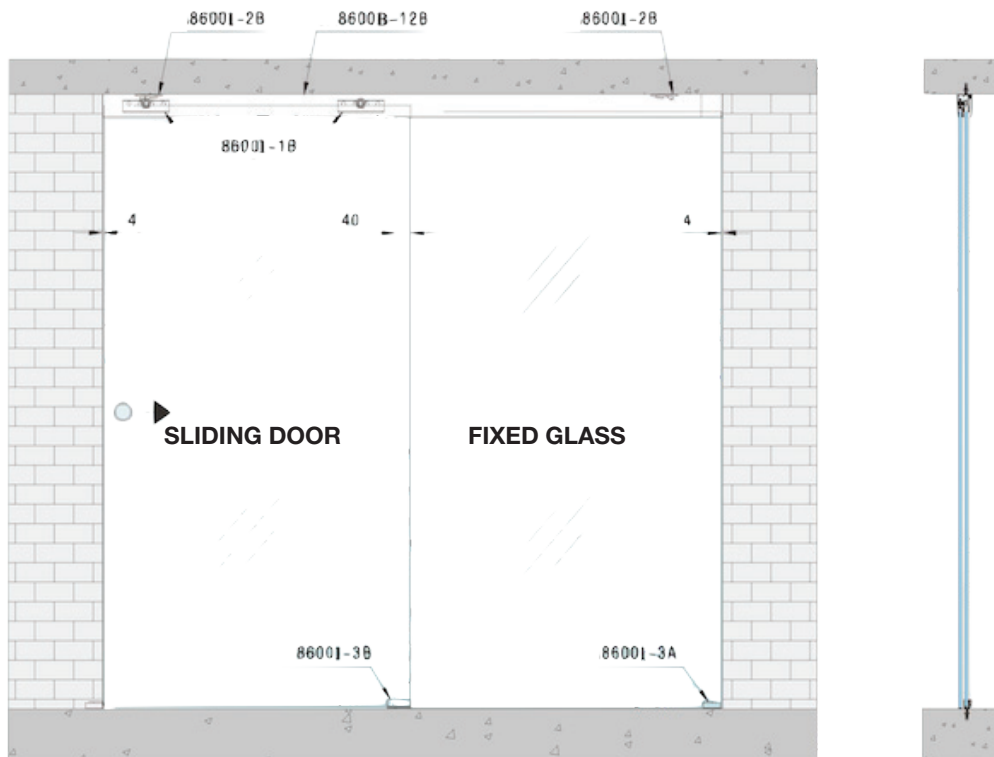 8600I-2B
8600B-12B
8600I-2B
8600I-1B
4
40
4
SLIDING DOOR
FIXED GLASS
8600I-3B
8600I-3A